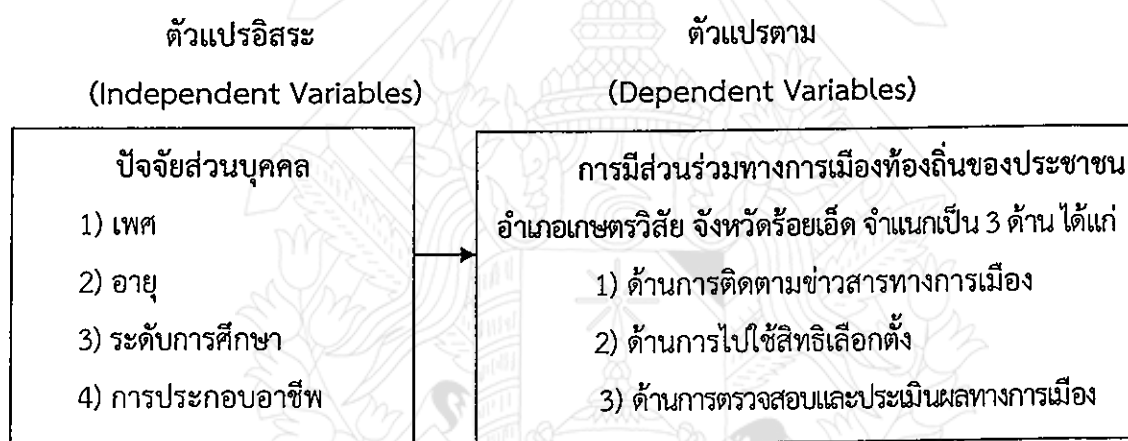 ตัวแปรอิสระ
(Independent Variables)
ปัจจัยส่วนบุคคล
1) เพศ
2) อายุ
3) ระดับการศึกษา
4) การประกอบอาชีพ
ตัวแปรตาม
(Dependent Variables)
การมีส่วนร่วมทางการเมืองท้องถิ่นของประชาชน
อำเภอเกษตรวิสัย จังหวัดร้อยเอ็ด จำแนกเป็น 3 ด้าน ได้แก่
1) ด้านการติดตามข่าวสารทางการเมือง
2) ด้านการไปใช้สิทธิเลือกตั้ง
3) ด้านการตรวจสอบและประเมินผลทางการเมือง